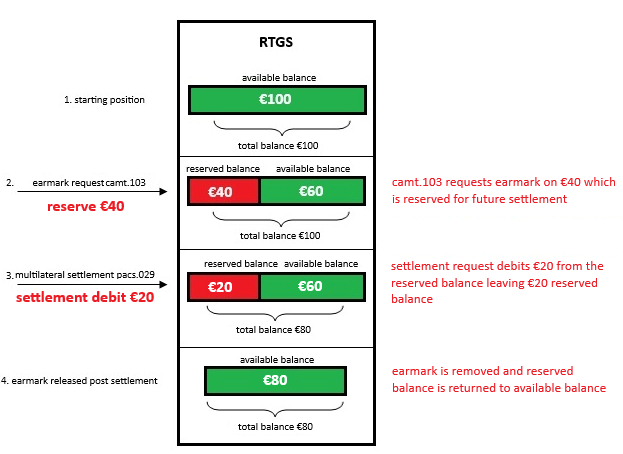 RTGS
available balance
1. starting position
€100
total balance €100
2. earmark request camt.103
reserve €40
reserved balance available balance
€40 €60
total balance €100
camt.103 requests earmark on €40 which
is reserved for future settlement
3. multilateral settlement pacs.029
settlement debit €20
reserved balance available balance
€20 €60
total balance €80
settlement request debits €20 from the
reserved balance leaving €20 reserved
balance
available balance
4. earmark released post settlement
€80
total balance €80
earmark is removed and reserved
balance is returned to available balance